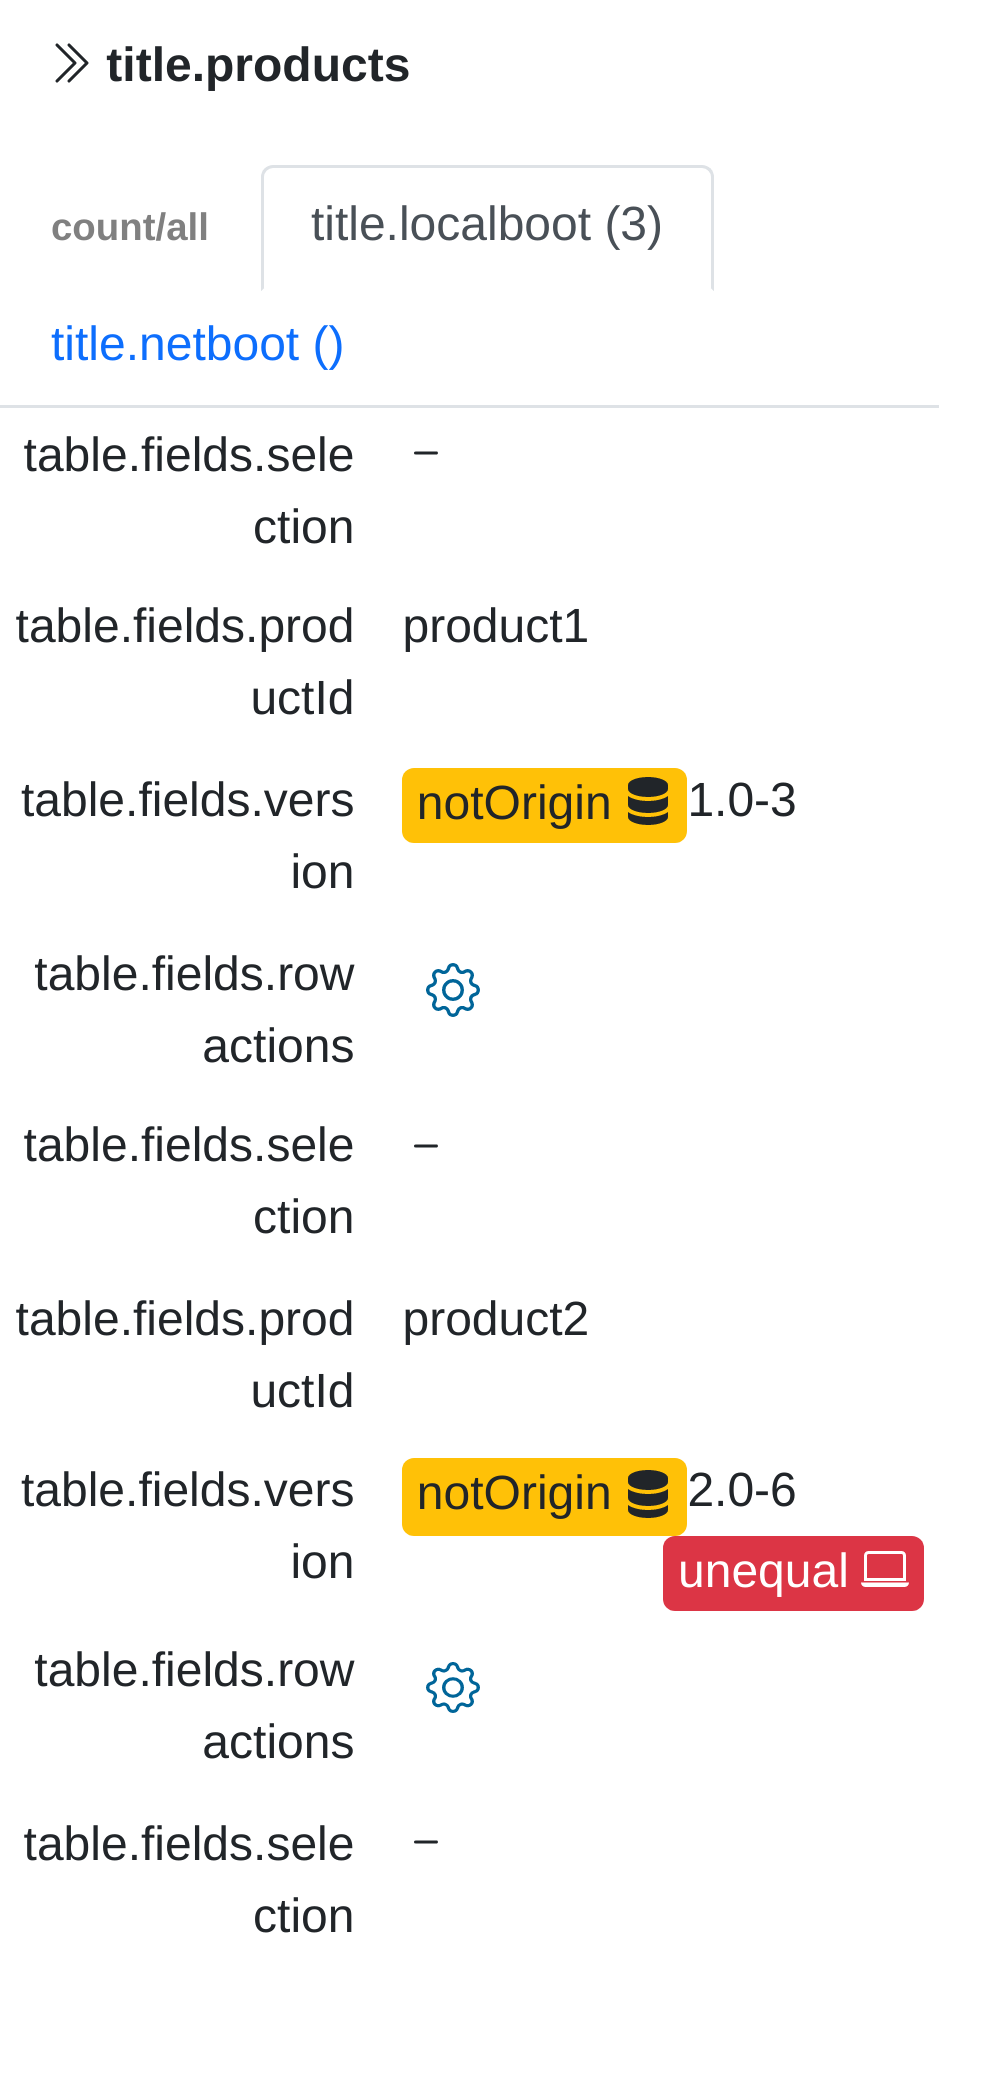 title.products
count/all title.localboot (3)
title.netboot ()
table.fields.sele –
ction
table.fields.prod product1
uctId
table.fields.vers notOrigin 1.0-3
ion
table.fields.row
actions
table.fields.sele –
ction
table.fields.prod product2
uctId
table.fields.vers notOrigin 2.0-6
ion unequal
table.fields.row
actions
table.fields.sele –
ction